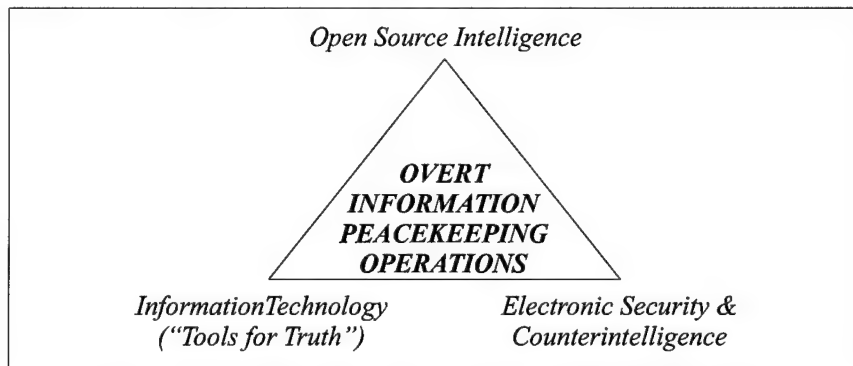 Open Source Intelligence
OVERT
INFORMATION
PEACEKEEPING
OPERATIONS
InformationTechnology
("Tools for Truth")
Electronic Security &
Counterintelligence